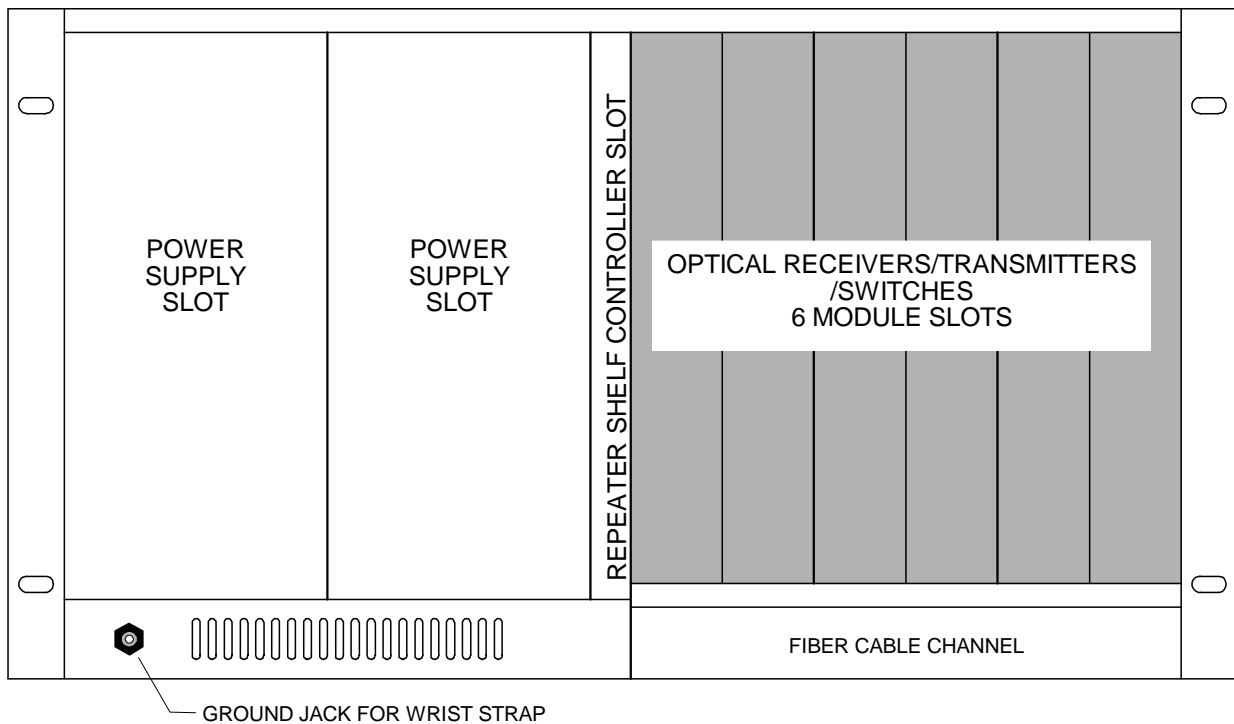 POWER
SUPPLY
SLOT
POWER
SUPPLY
SLOT
REPEATER SHELF CONTROLLER SLOT
OPTICAL RECEIVERS/TRANSMITTERS
/SWITCHES
6 MODULE SLOTS
FIBER CABLE CHANNEL
GROUND JACK FOR WRIST STRAP